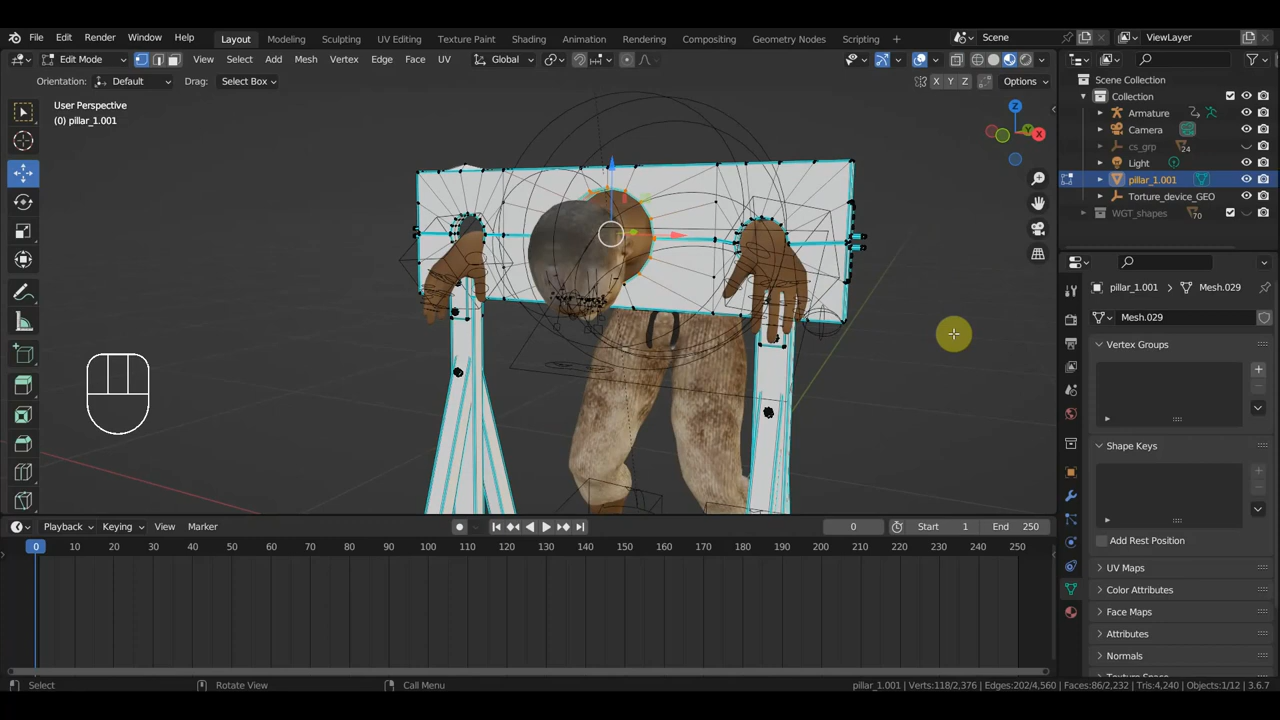 File Edit Render Window Help Layout Modeling Sculpting UV Editing Texture Paint Shading Animation Rendering Compositing Geometry Nodes Scripting + Scene ViewLayer
Edit Mode View Select Add Mesh Vertex Edge Face UV Global X Y Z
Orientation: Default Drag: Select Box Options
User Perspective
(0) pillar_1.001
Z
Y
X
Scene Collection
Collection
Armature
Camera
cs_grp 24
Light
pillar_1.001
Torture_device_GEO
WGT_shapes 70
pillar_1.001 > Mesh.029
Mesh.029
Vertex Groups
Shape Keys
Add Rest Position
UV Maps
Color Attributes
Face Maps
Attributes
Normals
Texture Space
Playback Keying View Marker 0 Start 1 End 250
0 10 20 30 40 50 60 70 80 90 100 110 120 130 140 150 160 170 180 190 200 210 220 230 240 250
Select Rotate View Call Menu pillar_1.001 | Verts:118/2,376 | Edges:202/4,560 | Faces:86/2,232 | Tris:4,240 | Objects:1/12 | 3.6.7